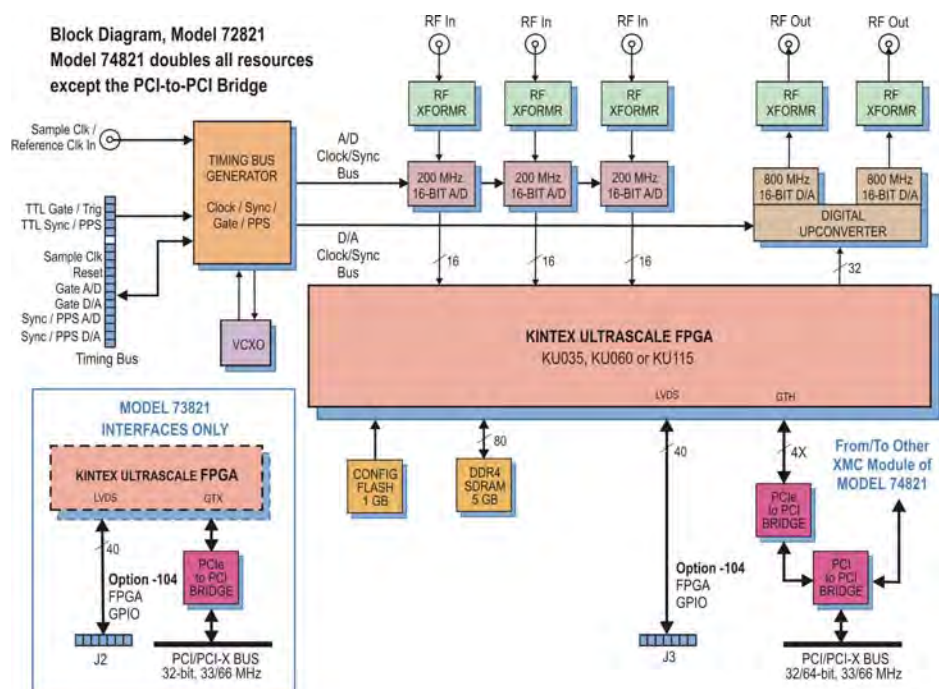 Block Diagram, Model 72821
Model 74821 doubles all resources
except the PCI-to-PCI Bridge
RF In
RF In
RF In
RF Out
RF Out
RF
XFORMR
RF
XFORMR
RF
XFORMR
RF
XFORMR
RF
XFORMR
Sample Clk /
Reference Clk In
TIMING BUS
GENERATOR
Clock / Sync /
Gate / PPS
A/D
Clock/Sync
Bus
200 MHz
16-BIT A/D
200 MHz
16-BIT A/D
200 MHz
16-BIT A/D
800 MHz
16-BIT D/A
800 MHz
16-BIT D/A
DIGITAL
UPCONVERTER
TTL Gate / Trig
TTL Sync / PPS
Sample Clk
Reset
Gate A/D
Gate D/A
Sync / PPS A/D
Sync / PPS D/A
Timing Bus
D/A
Clock/Sync
Bus
16
16
16
32
VCXO
KINTEX ULTRASCALE FPGA
KU035, KU060 or KU115
LVDS
GTH
MODEL 73821
INTERFACES ONLY
KINTEX ULTRASCALE FPGA
LVDS
GTX
40
PCIe
to PCI
BRIDGE
Option -104
FPGA
GPIO
J2
PCI/PCI-X BUS
32-bit, 33/66 MHz
CONFIG
FLASH
1 GB
80
DDR4
SDRAM
5 GB
40
4X
From/To Other
XMC Module of
MODEL 74821
PCIe
to PCI
BRIDGE
PCI
to PCI
BRIDGE
Option -104
FPGA
GPIO
J3
PCI/PCI-X BUS
32/64-bit, 33/66 MHz